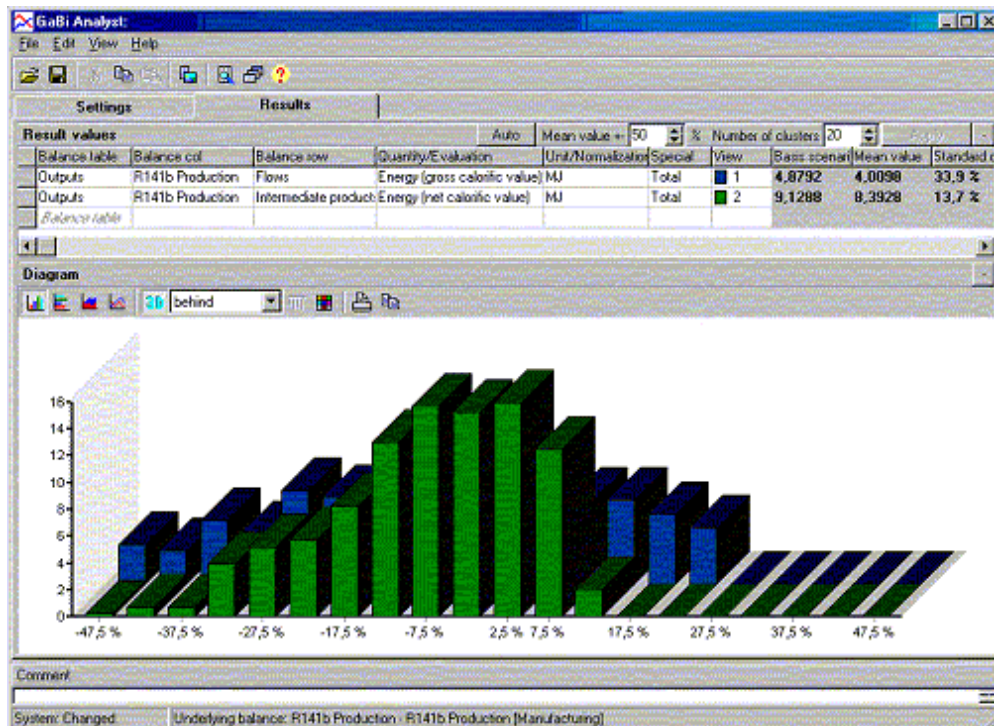 GaBi Analyst:
File Edit View Help
Settings Results
Result values Auto Mean value +- 50 % Number of clusters 20
Balance table Balance col Balance row Quantity/Evaluation Unit/Normalization Special View Base scenari Mean value Standard d
Outputs R141b Production Flows Energy (gross calorific value) MJ Total 1 4,8792 4,0098 33,9 %
Outputs R141b Production Intermediate product Energy (net calorific value) MJ Total 2 9,1288 8,3928 13,7 %
Balance table
Diagram
3D behind
16
14
12
10
8
6
4
2
0
-47,5 % -37,5 % -27,5 % -17,5 % -7,5 % 2,5 % 7,5 % 17,5 % 27,5 % 37,5 % 47,5 %
Comment
System: Changed Underlying balance: R141b Production - R141b Production [Manufacturing]